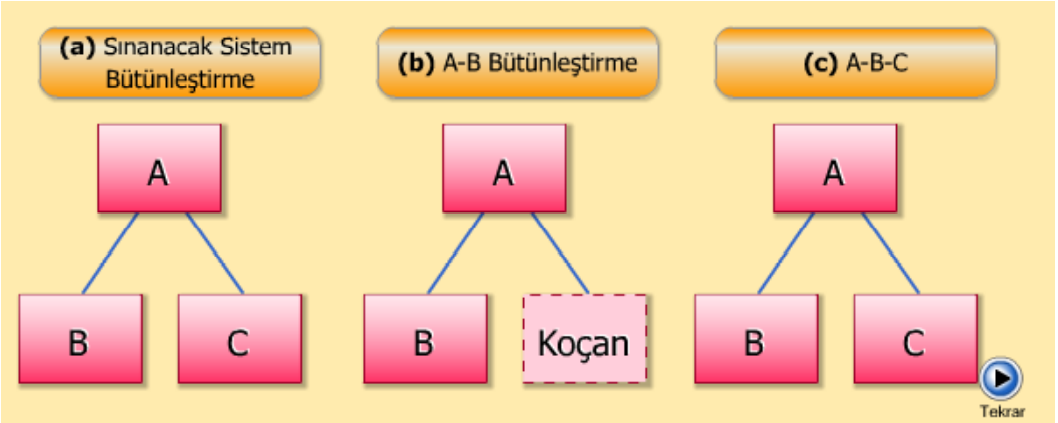 (a) Sınanacak Sistem
Bütünleştirme
(b) A-B Bütünleştirme
(c) A-B-C
A
A
A
B
C
B
Koçan
B
C
Tekrar